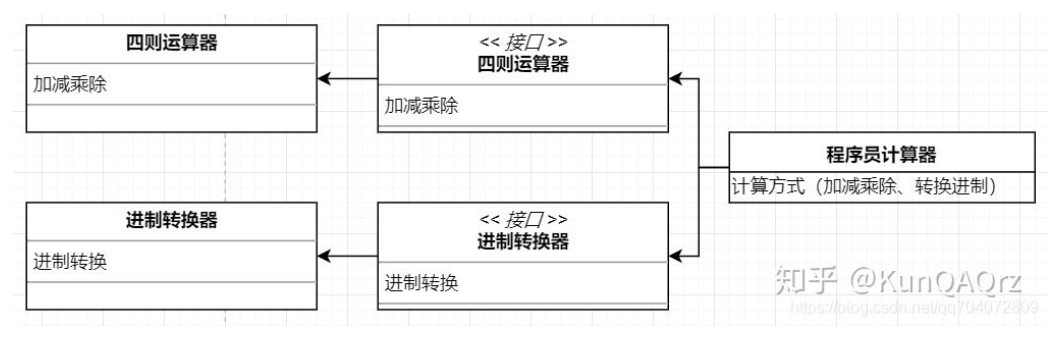 四则运算器
加减乘除
<< 接口 >>
四则运算器
加减乘除
程序员计算器
计算方式（加减乘除、转换进制）
进制转换器
进制转换
<< 接口 >>
进制转换器
进制转换
知乎 @KunQAQrz
https://blog.csdn.net/qq704072809